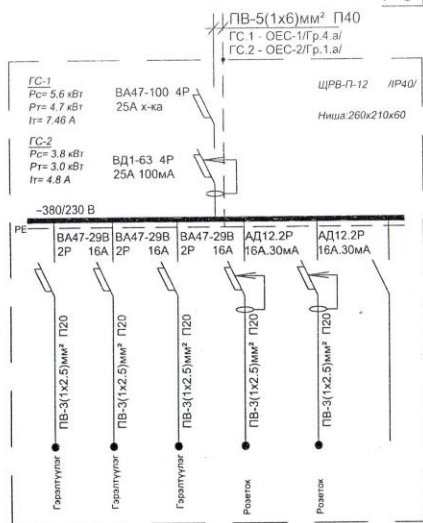 ПВ-5(1х6)мм² П40
ГС.1 - ОЕС-1/Гр.4.а/
ГС.2 - ОЕС-2/Гр.1.а/
ГС-1
Рс= 5.6 кВт
Рт= 4.7 кВт
Iт= 7.46 А
ВА47-100 4Р
25А х-ка
ЩРВ-П-12 /IP40/
Ниша:260х210х60
ГС-2
Рс= 3.8 кВт
Рт= 3.0 кВт
Iт= 4.8 А
ВД1-63 4Р
25А 100мА
~380/230 В
РЕ
ВА47-29В
2Р 16А
ВА47-29В
2Р 16А
ВА47-29В
2Р 16А
АД12.2Р
16А.30мА
АД12.2Р
16А.30мА
ПВ-3(1х2.5)мм² П20
ПВ-3(1х2.5)мм² П20
ПВ-3(1х2.5)мм² П20
ПВ-3(1х2.5)мм² П20
ПВ-3(1х2.5)мм² П20
Гэрэлтүүлэг
Гэрэлтүүлэг
Гэрэлтүүлэг
Розеток
Розеток